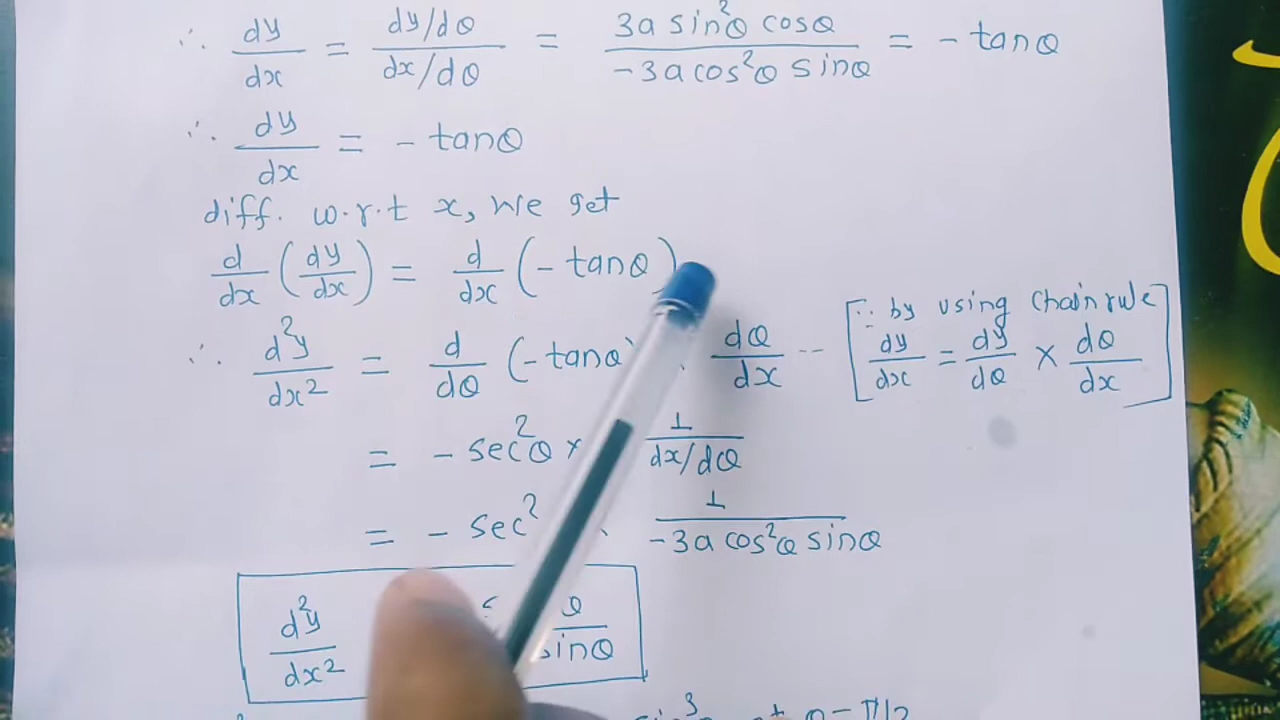 ∴ dy/dx = (dy/dθ)/(dx/dθ) = (3a sin²θ cosθ)/(-3a cos²θ sinθ) = - tanθ
∴ dy/dx = - tanθ
diff. w.r.t x, we get
d/dx (dy/dx) = d/dx (- tanθ)
∴ d²y/dx² = d/dθ (-tanθ) · dθ/dx -- [∵ by using Chain rule
dy/dx = dy/dθ × dθ/dx]
= - sec²θ × 1/(dx/dθ)
= - sec² 1/(-3a cos²θ sinθ)
d²y/dx² θ/sinθ